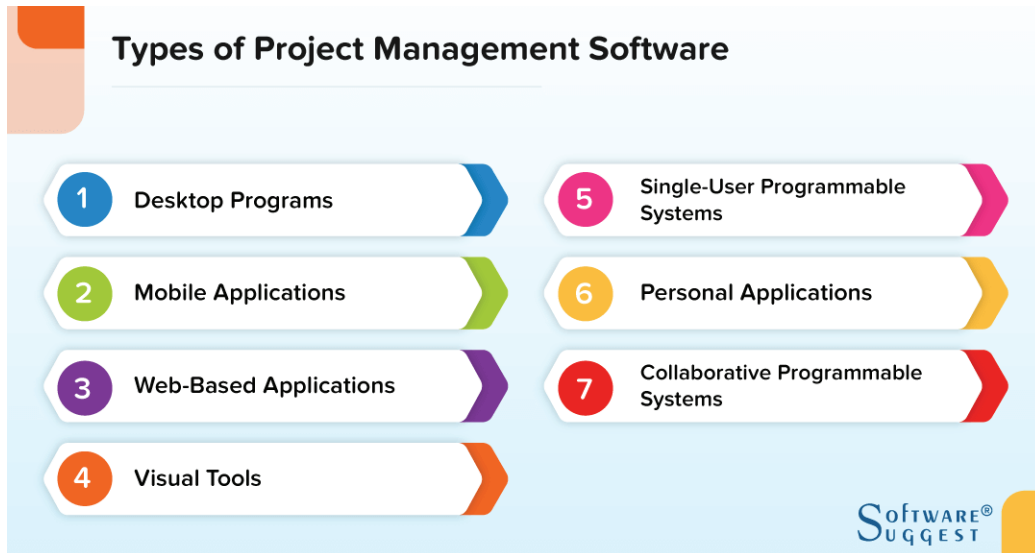 Types of Project Management Software
1
Desktop Programs
2
Mobile Applications
3
Web-Based Applications
4
Visual Tools
5
Single-User Programmable
Systems
6
Personal Applications
7
Collaborative Programmable
Systems
SOFTWARE®
SUGGEST